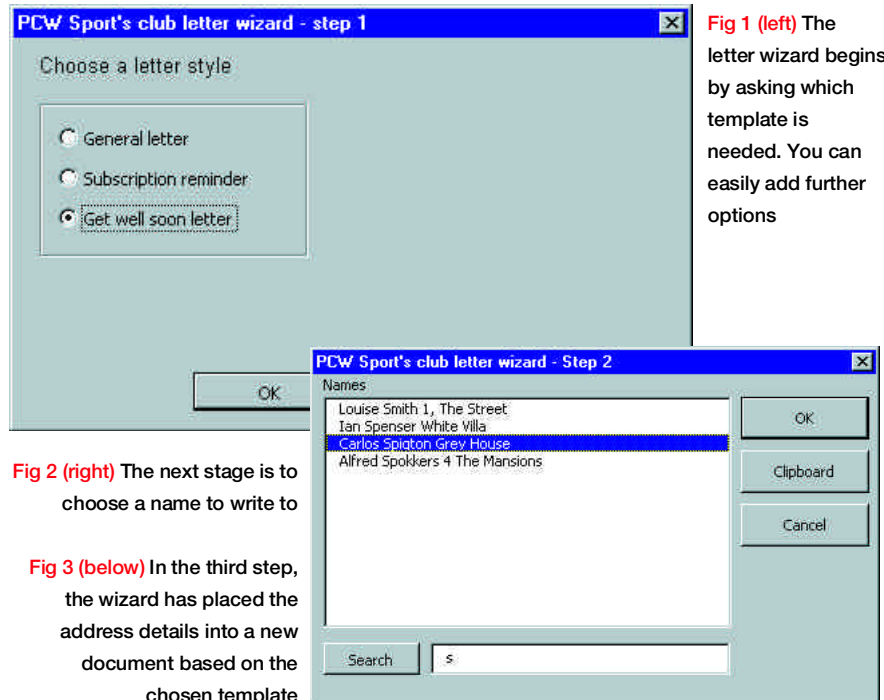 PCW Sport's club letter wizard - step 1
Choose a letter style
General letter
Subscription reminder
Get well soon letter
OK
Fig 1 (left) The
letter wizard begins
by asking which
template is
needed. You can
easily add further
options
PCW Sport's club letter wizard - Step 2
Names
Louise Smith 1, The Street
Ian Spenser White Villa
Carlos Spigton Grey House
Alfred Spokkers 4 The Mansions
OK
Clipboard
Cancel
Search
s
Fig 2 (right) The next stage is to
choose a name to write to
Fig 3 (below) In the third step,
the wizard has placed the
address details into a new
document based on the
chosen template